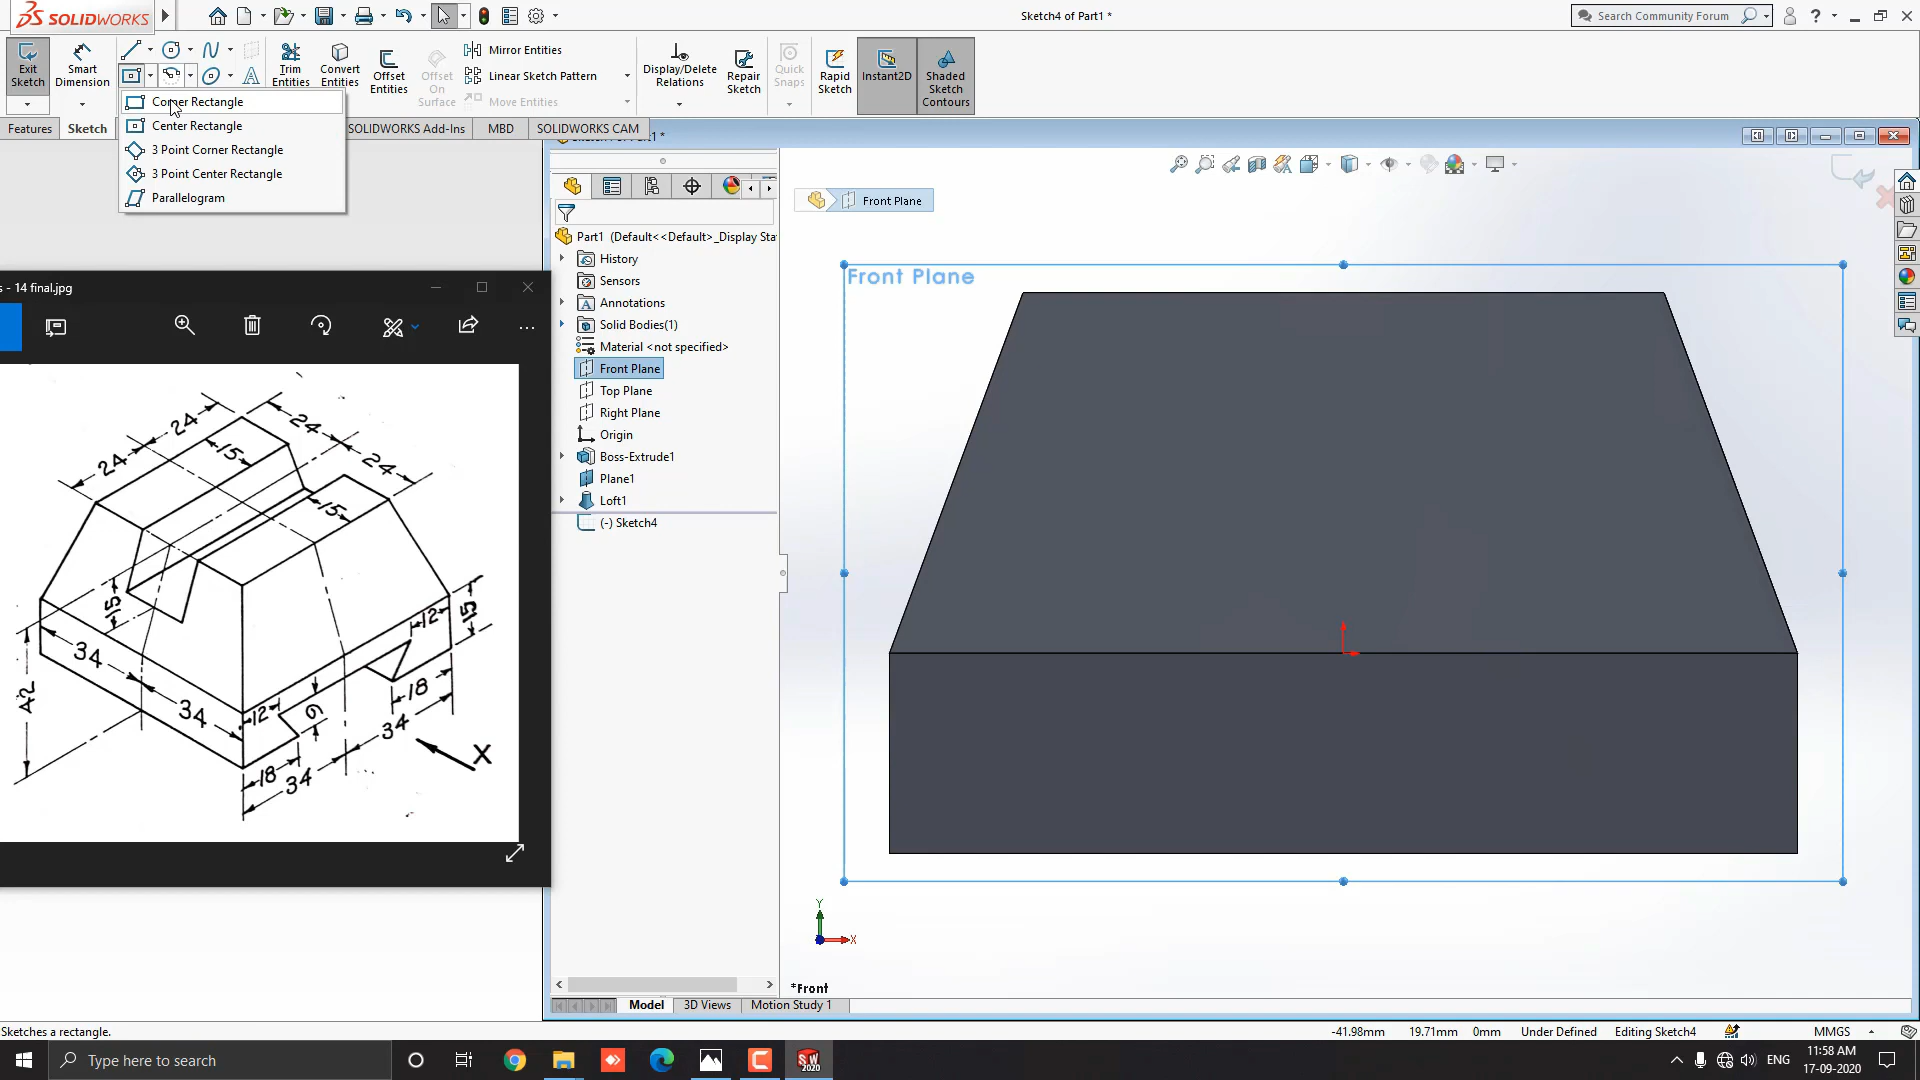 SOLIDWORKS
Sketch4 of Part1 *
Search Community Forum
Exit Sketch
Smart Dimension
Trim Entities
Convert Entities
Offset Entities
Offset On Surface
Mirror Entities
Linear Sketch Pattern
Move Entities
Display/Delete Relations
Repair Sketch
Quick Snaps
Rapid Sketch
Instant2D
Shaded Sketch Contours
Corner Rectangle
Center Rectangle
3 Point Corner Rectangle
3 Point Center Rectangle
Parallelogram
Features
Sketch
SOLIDWORKS Add-Ins
MBD
SOLIDWORKS CAM
Front Plane
s - 14 final.jpg
24
24
15
24
24
15
15
34
34
42
12
15
18
12
9
34
18
34
X
Part1 (Default<<Default>_Display Sta
History
Sensors
Annotations
Solid Bodies(1)
Material <not specified>
Front Plane
Top Plane
Right Plane
Origin
Boss-Extrude1
Plane1
Loft1
(-) Sketch4
Front Plane
Y
X
*Front
Model
3D Views
Motion Study 1
Sketches a rectangle.
-41.98mm
19.71mm
0mm
Under Defined
Editing Sketch4
MMGS
Type here to search
SW
2020
ENG
11:58 AM
17-09-2020